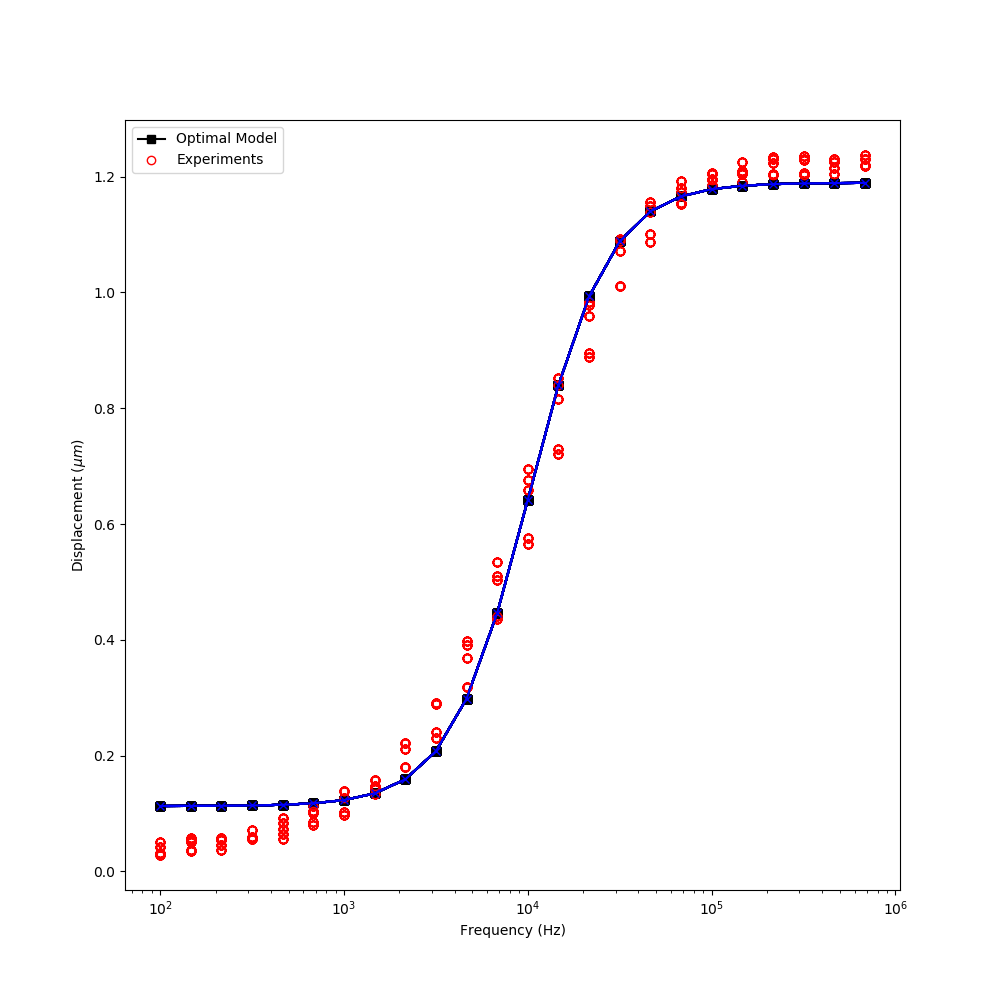 Optimal Model
Experiments
1.2
1.0
0.8
0.6
0.4
0.2
0.0
Displacement (μm)
10² 10³ 10⁴ 10⁵ 10⁶
Frequency (Hz)